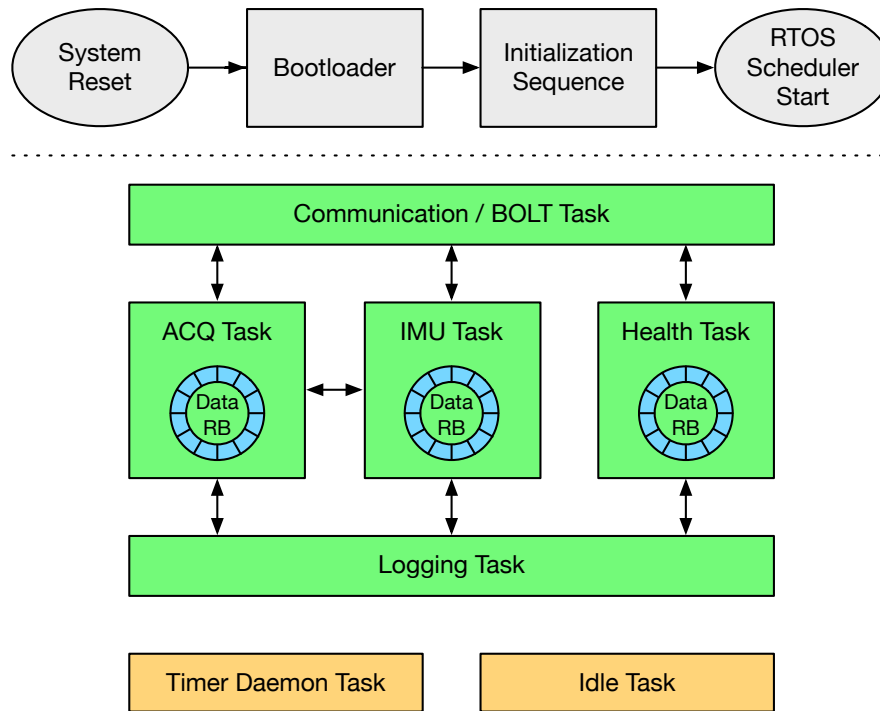 System
Reset
Bootloader
Initialization
Sequence
RTOS
Scheduler
Start
Communication / BOLT Task
ACQ Task
IMU Task
Health Task
Data
RB
Data
RB
Data
RB
Logging Task
Timer Daemon Task
Idle Task